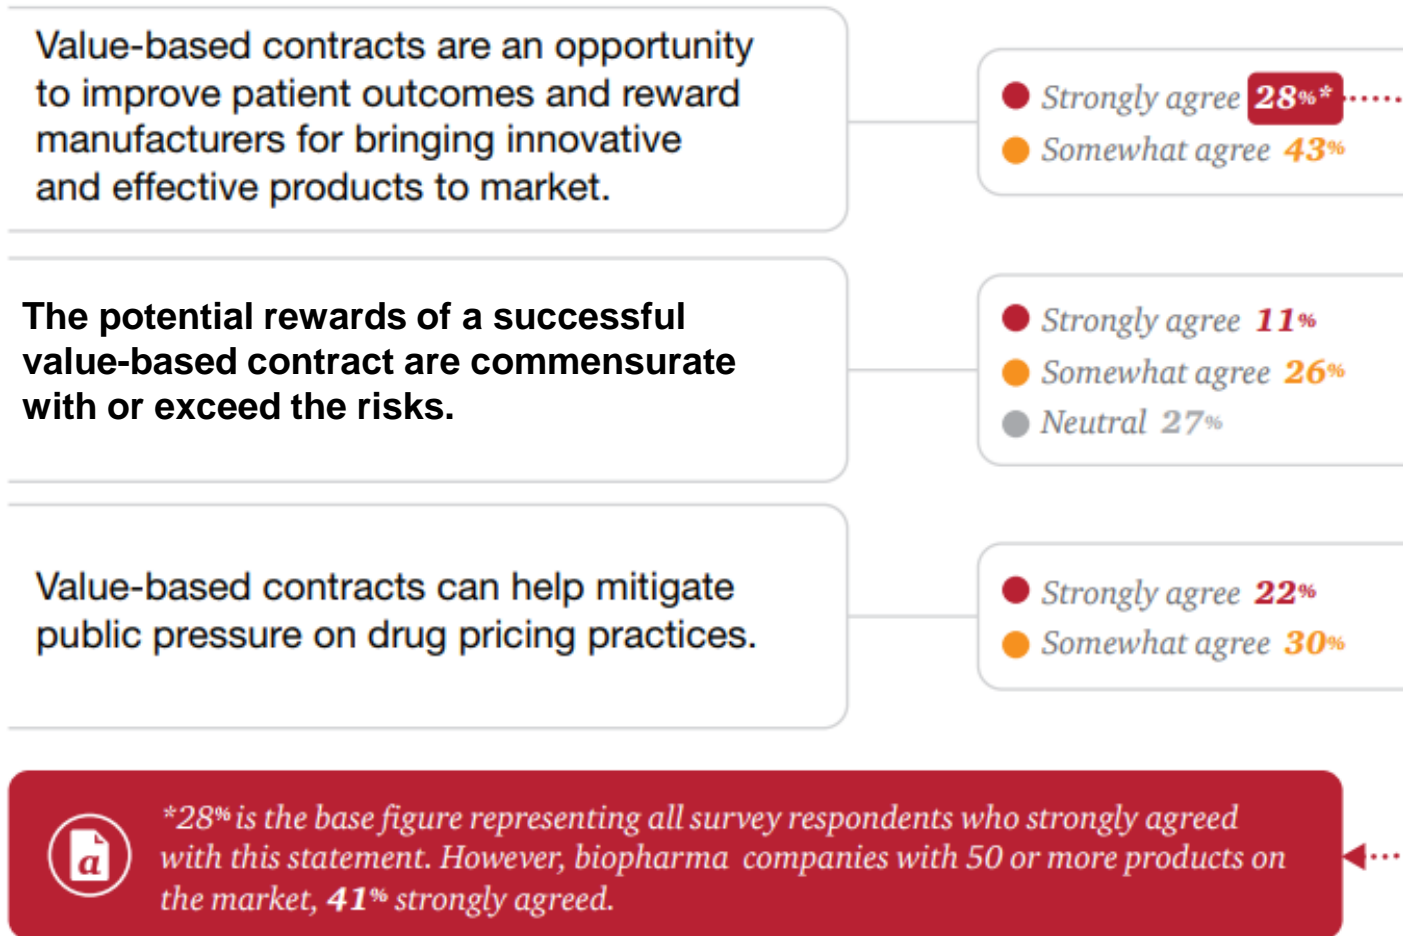 Value-based contracts are an opportunity
to improve patient outcomes and reward
manufacturers for bringing innovative
and effective products to market.
Strongly agree 28%*
Somewhat agree 43%
The potential rewards of a successful
value-based contract are commensurate
with or exceed the risks.
Strongly agree 11%
Somewhat agree 26%
Neutral 27%
Value-based contracts can help mitigate
public pressure on drug pricing practices.
Strongly agree 22%
Somewhat agree 30%
a
*28% is the base figure representing all survey respondents who strongly agreed
with this statement. However, biopharma companies with 50 or more products on
the market, 41% strongly agreed.